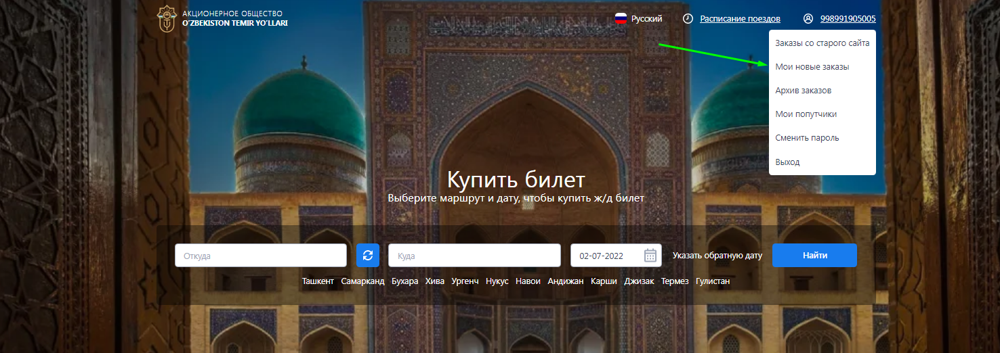 АКЦИОНЕРНОЕ ОБЩЕСТВО
O'ZBEKISTON TEMIR YO'LLARI
Русский
Расписание поездов
998991905005
Заказы со старого сайта
Мои новые заказы
Архив заказов
Мои попутчики
Сменить пароль
Выход
Купить билет
Выберите маршрут и дату, чтобы купить ж/д билет
Откуда
Куда
02-07-2022
Указать обратную дату
Найти
Ташкент Самарканд Бухара Хива Ургенч Нукус Навои Андижан Карши Джизак Термез Гулистан